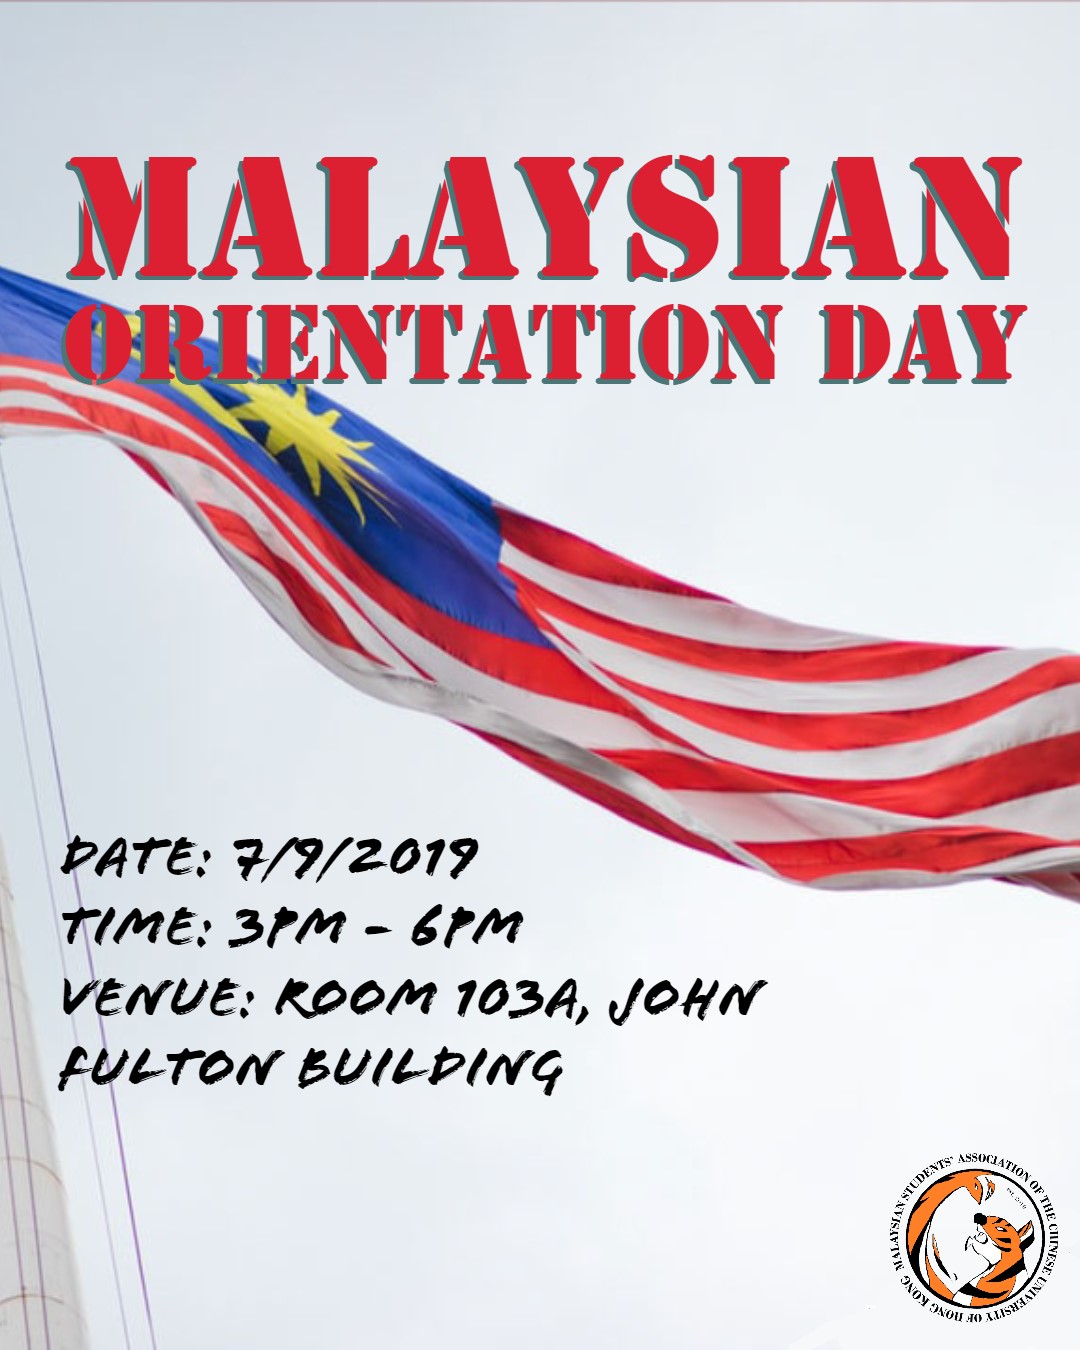 MALAYSIAN
ORIENTATION DAY
DATE: 7/9/2019
TIME: 3PM - 6PM
VENUE: ROOM 103A, JOHN
FULTON BUILDING
MALAYSIAN STUDENTS' ASSOCIATION OF THE CHINESE UNIVERSITY OF HONG KONG